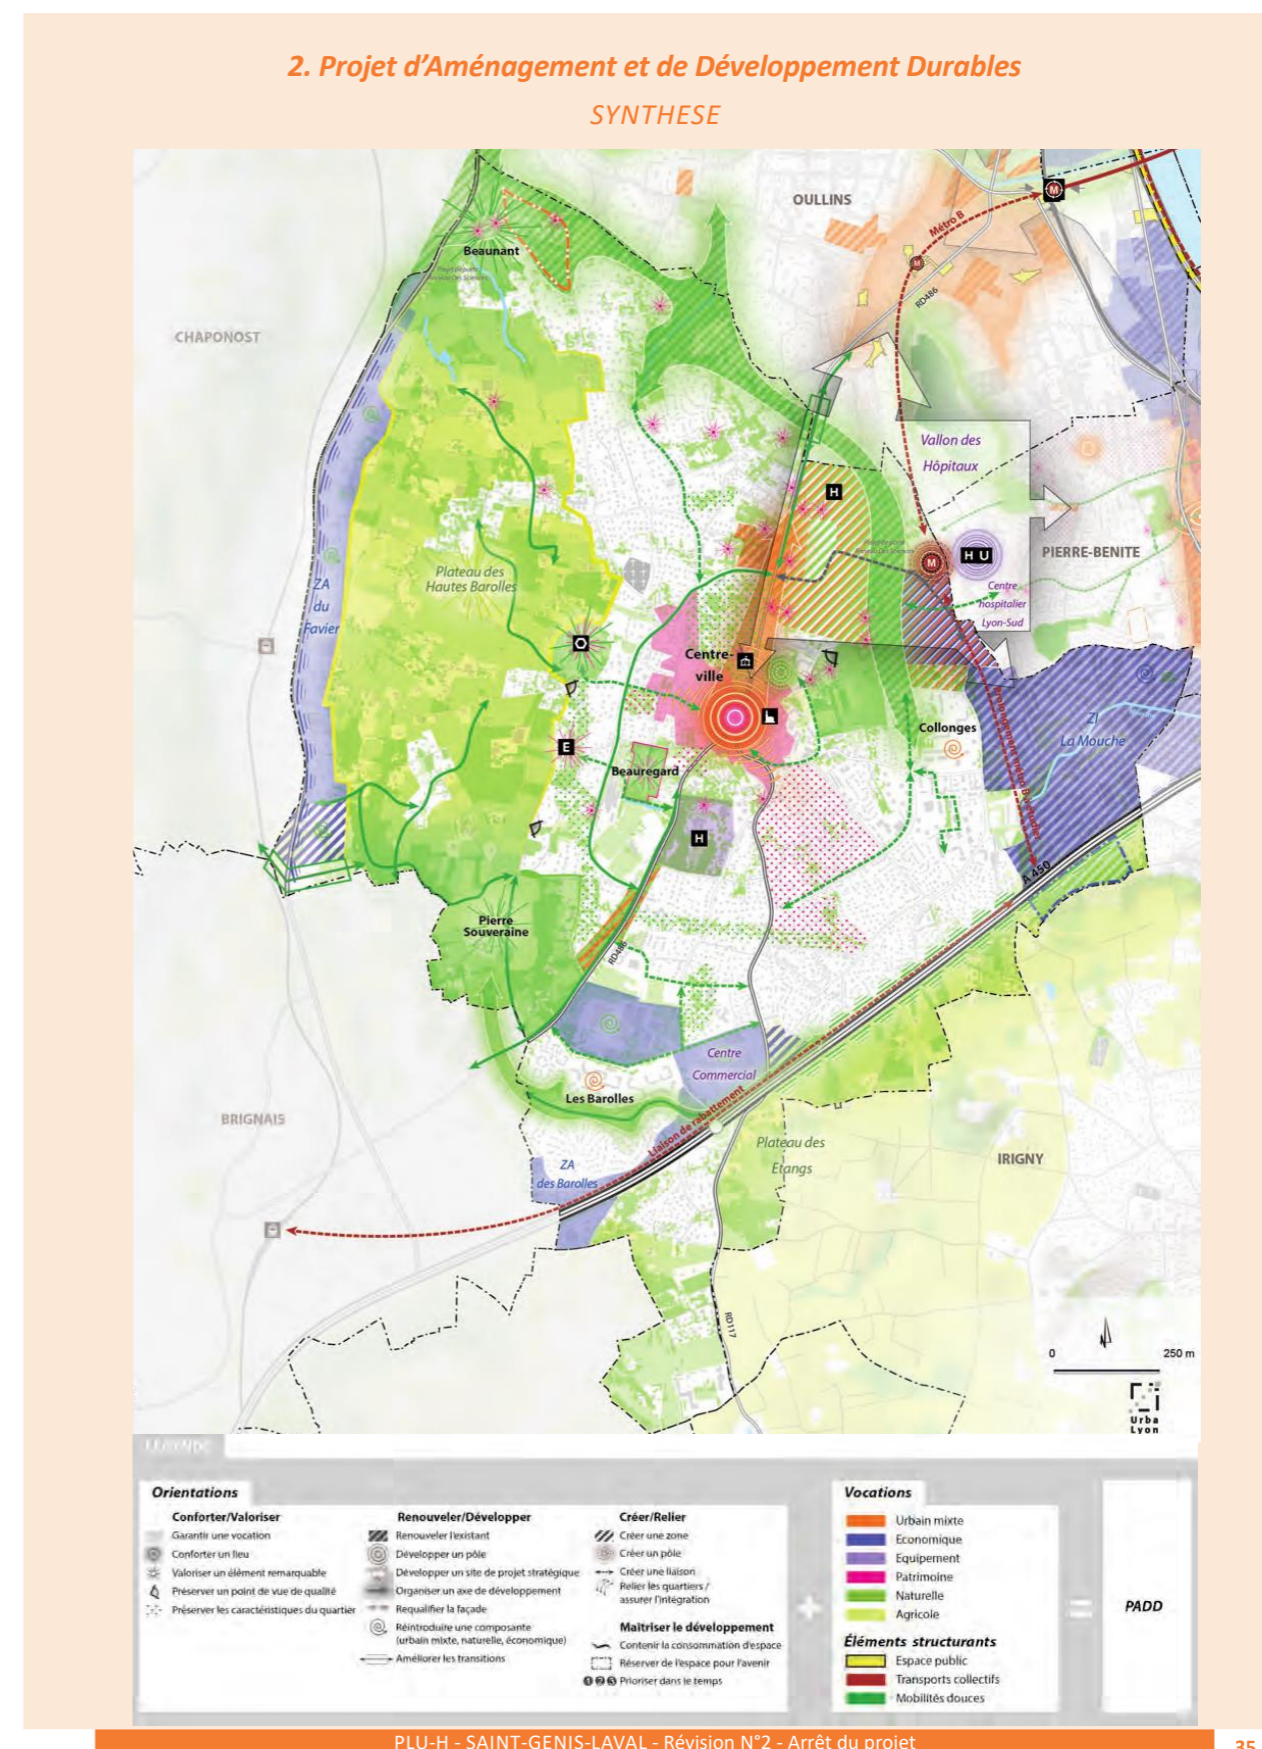 2. Projet d'Aménagement et de Développement Durables
SYNTHESE
OULLINS
M
Métro B
Beaunant
M
RD486
CHAPONOST
Vallon des
Hôpitaux
H
PIERRE-BENITE
M
H U
Plateau des
Hautes Barolles
ZA
du
Favier
Centre
hospitalier
Lyon-Sud
Centre-
ville
ZI
La Mouche
Collonges
E
Beauregard
Prolongement métro B à étudier
H
A 450
Pierre
Souveraine
RD486
Centre
Commercial
Les Barolles
Liaison de rabattement
BRIGNAIS
Plateau des
Etangs
IRIGNY
ZA
des Barolles
RD117
0 250 m
Urba
Lyon
LEGENDE
Orientations
Conforter/Valoriser
Garantir une vocation
Conforter un lieu
Valoriser un élément remarquable
Préserver un point de vue de qualité
Préserver les caractéristiques du quartier
Renouveler/Développer
Renouveler l'existant
Développer un pôle
Développer un site de projet stratégique
Organiser un axe de développement
Requalifier la façade
Réintroduire une composante
(urbain mixte, naturelle, économique)
Améliorer les transitions
Créer/Relier
Créer une zone
Créer un pôle
Créer une liaison
Relier les quartiers /
assurer l'intégration
Maîtriser le développement
Contenir la consommation d'espace
Réserver de l'espace pour l'avenir
1 2 3 Prioriser dans le temps
+
Vocations
Urbain mixte
Economique
Equipement
Patrimoine
Naturelle
Agricole
Éléments structurants
Espace public
Transports collectifs
Mobilités douces
=
PADD
PLU-H - SAINT-GENIS-LAVAL - Révision N°2 - Arrêt du projet
35